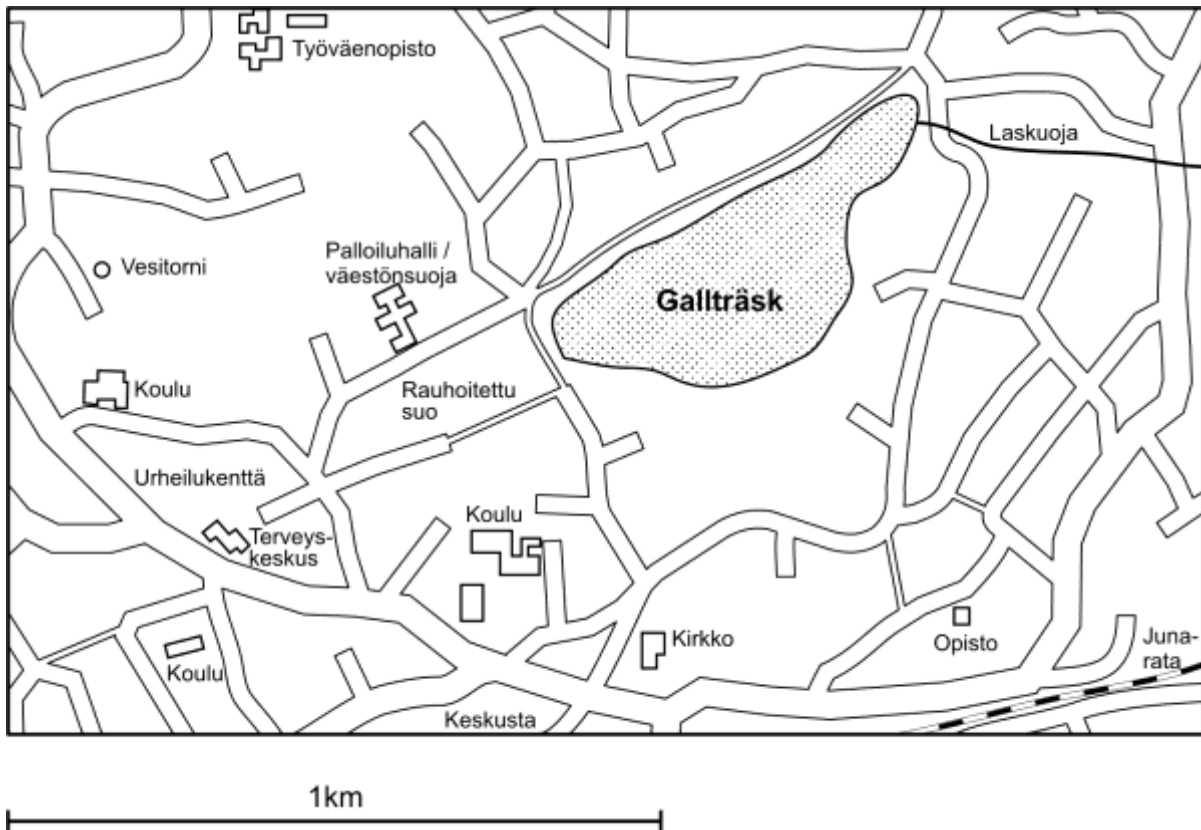 Työväenopisto
Laskuoja
Palloiluhalli /
väestönsuoja
Vesitorni
Gallträsk
Koulu
Rauhoitettu
suo
Urheilukenttä
Koulu
Terveys-
keskus
Kirkko
Opisto
Juna-
rata
Koulu
Keskusta
1km